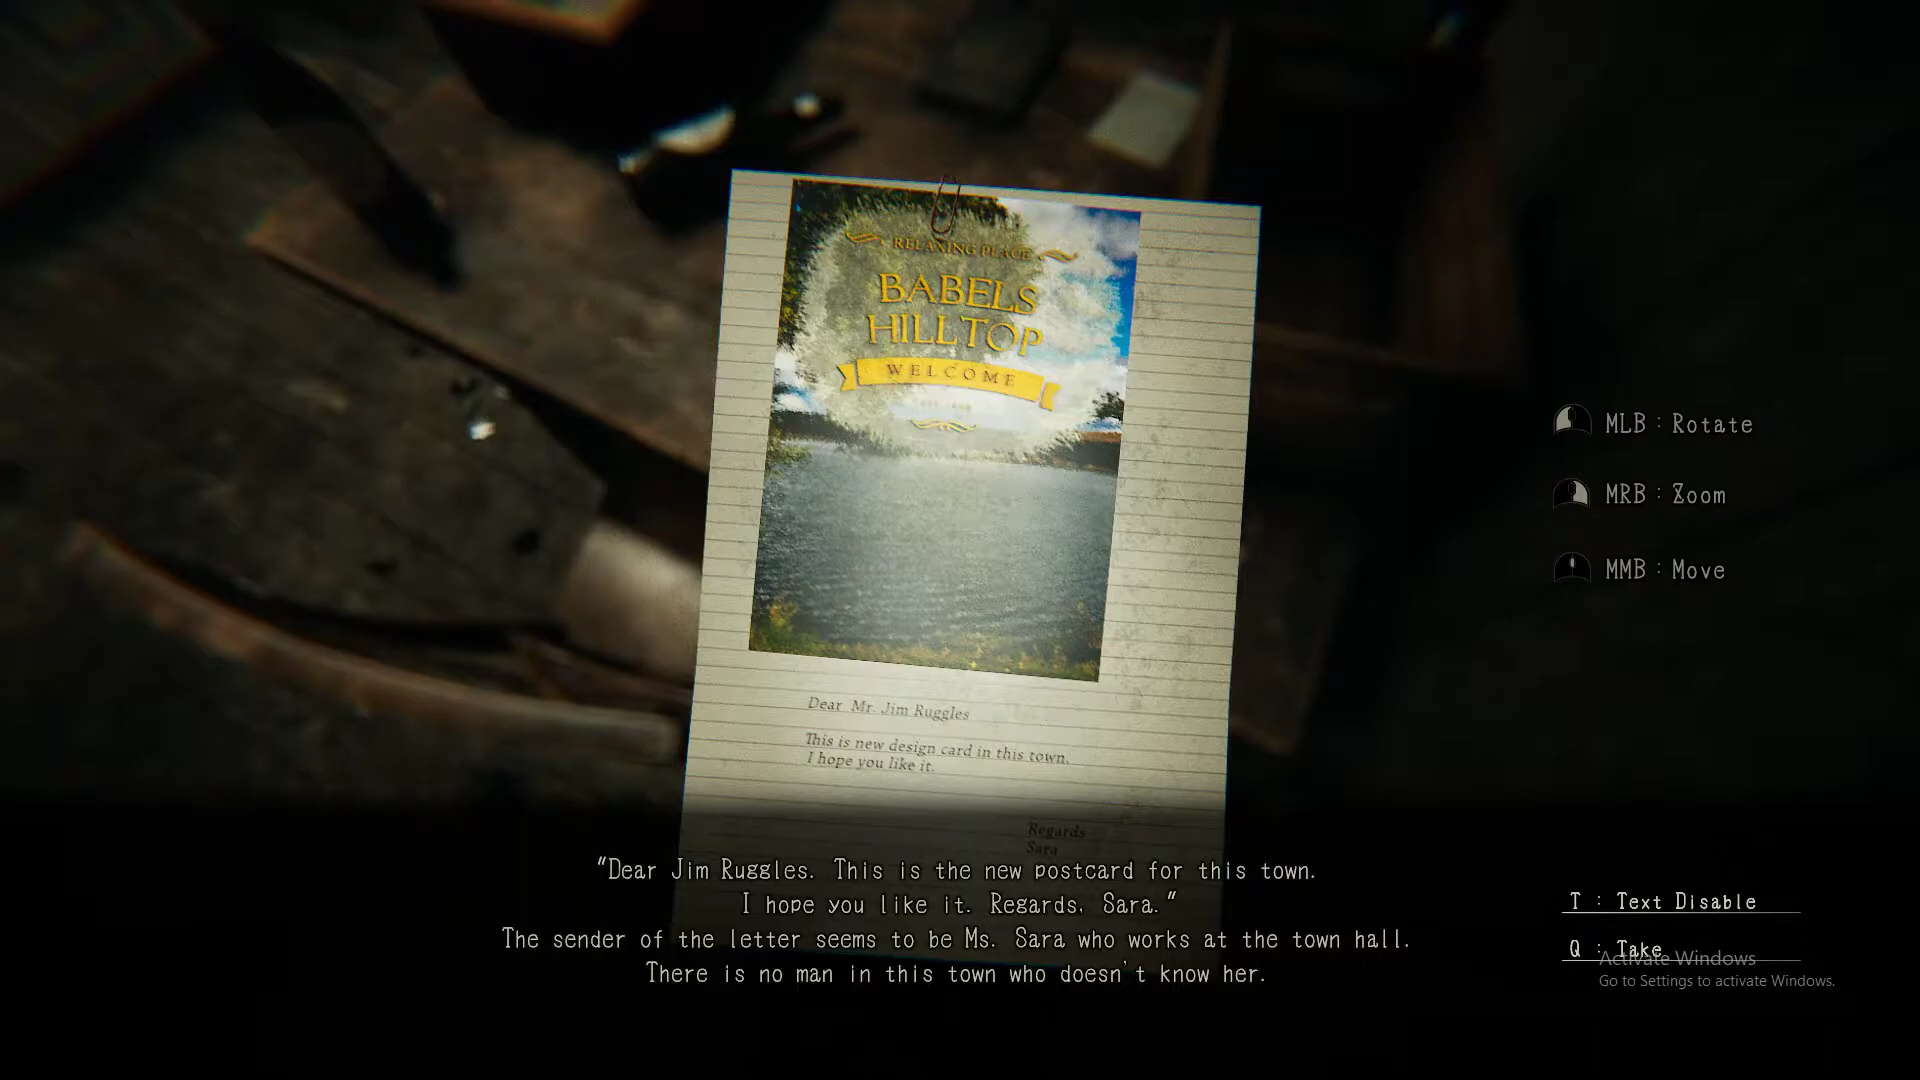 RELAXING PLACE
BABELS
HILLTOP
WELCOME
Dear Mr. Jim Ruggles
This is new design card in this town.
I hope you like it.
Regards
Sara
MLB : Rotate
MRB : Zoom
MMB : Move
"Dear Jim Ruggles. This is the new postcard for this town.
I hope you like it. Regards, Sara."
The sender of the letter seems to be Ms. Sara who works at the town hall.
There is no man in this town who doesn't know her.
T : Text Disable
Q : Take
Activate Windows
Go to Settings to activate Windows.